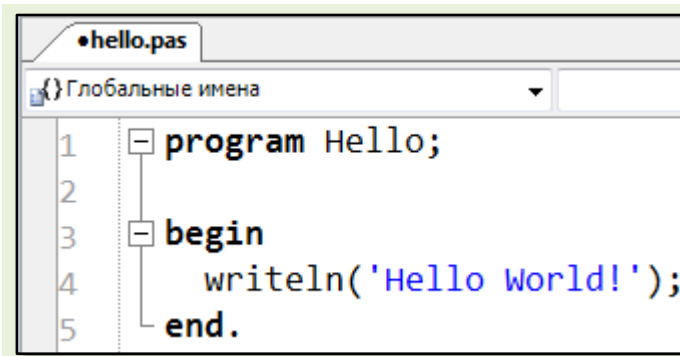 •hello.pas
{}Глобальные имена
1 program Hello;
2
3 begin
4 writeln('Hello World!');
5 end.